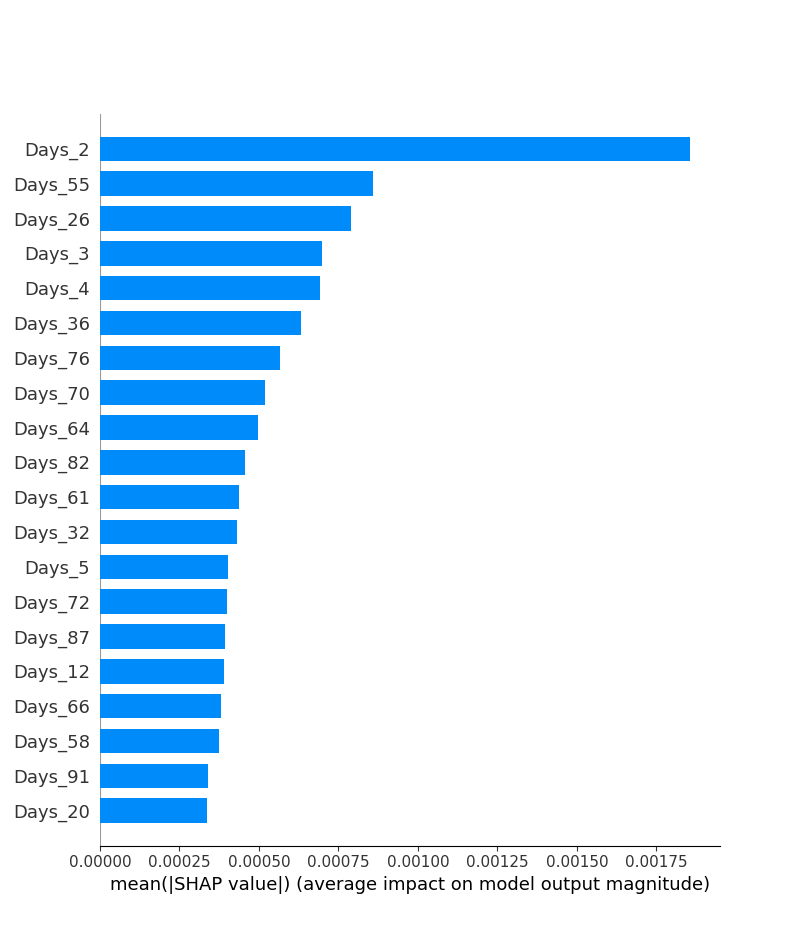 Days_2
Days_55
Days_26
Days_3
Days_4
Days_36
Days_76
Days_70
Days_64
Days_82
Days_61
Days_32
Days_5
Days_72
Days_87
Days_12
Days_66
Days_58
Days_91
Days_20
0.00000 0.00025 0.00050 0.00075 0.00100 0.00125 0.00150 0.00175
mean(|SHAP value|) (average impact on model output magnitude)